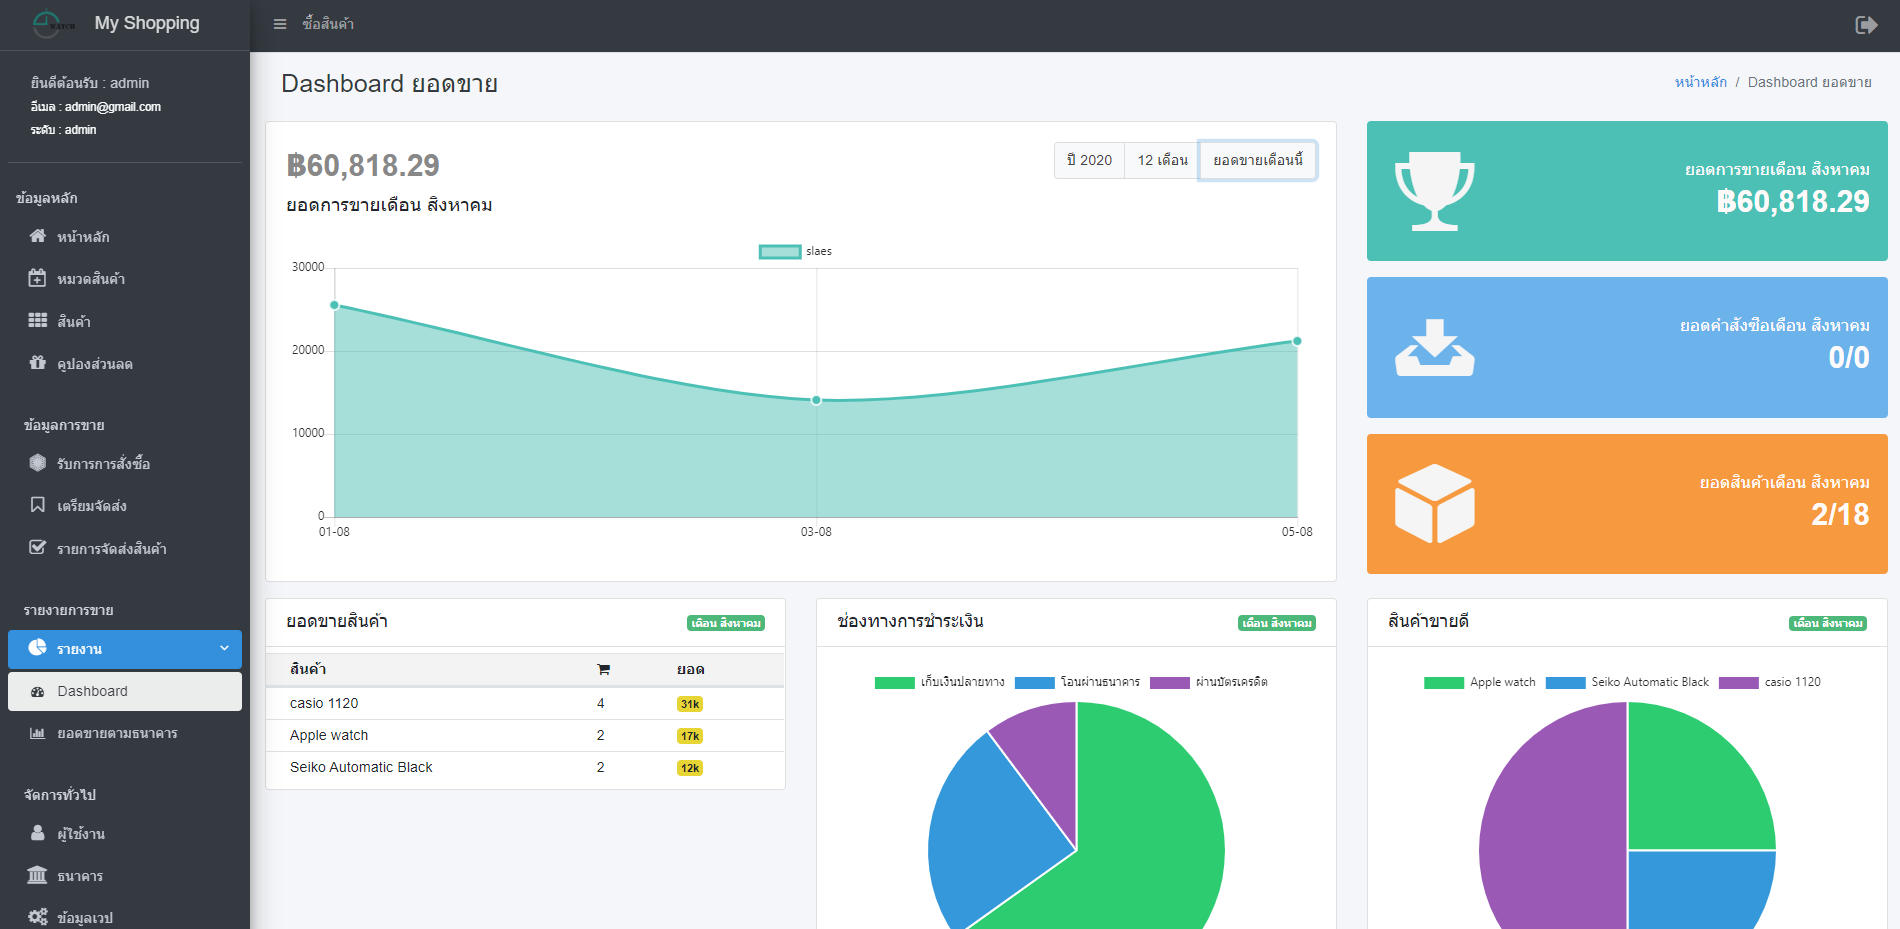 WATCH
My Shopping
ซื้อสินค้า
ยินดีต้อนรับ : admin
อีเมล : admin@gmail.com
ระดับ : admin
ข้อมูลหลัก
หน้าหลัก
หมวดสินค้า
สินค้า
คูปองส่วนลด
ข้อมูลการขาย
รับการการสั่งซื้อ
เตรียมจัดส่ง
รายการจัดส่งสินค้า
รายงายการขาย
รายงาน
Dashboard
ยอดขายตามธนาคาร
จัดการทั่วไป
ผู้ใช้งาน
ธนาคาร
ข้อมูลเวป
Dashboard ยอดขาย
หน้าหลัก / Dashboard ยอดขาย
฿60,818.29
ยอดการขายเดือน สิงหาคม
ปี 2020 12 เดือน ยอดขายเดือนนี้
slaes
30000
20000
10000
0
01-08 03-08 05-08
ยอดการขายเดือน สิงหาคม
฿60,818.29
ยอดคำสั่งซื้อเดือน สิงหาคม
0/0
ยอดสินค้าเดือน สิงหาคม
2/18
ยอดขายสินค้า เดือน สิงหาคม
สินค้า ยอด
casio 1120 4 31k
Apple watch 2 17k
Seiko Automatic Black 2 12k
ช่องทางการชำระเงิน เดือน สิงหาคม
เก็บเงินปลายทาง โอนผ่านธนาคาร ผ่านบัตรเครดิต
สินค้าขายดี เดือน สิงหาคม
Apple watch Seiko Automatic Black casio 1120